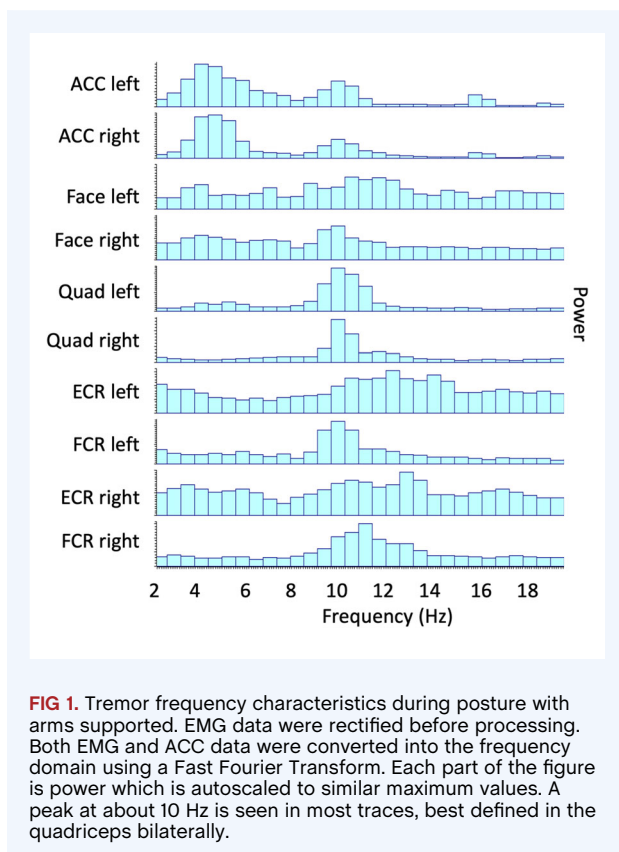 ACC left
ACC right
Face left
Face right
Quad left
Quad right
ECR left
FCR left
ECR right
FCR right
Power
2 4 6 8 10 12 14 16 18
Frequency (Hz)
FIG 1. Tremor frequency characteristics during posture with
arms supported. EMG data were rectified before processing.
Both EMG and ACC data were converted into the frequency
domain using a Fast Fourier Transform. Each part of the figure
is power which is autoscaled to similar maximum values. A
peak at about 10 Hz is seen in most traces, best defined in the
quadriceps bilaterally.